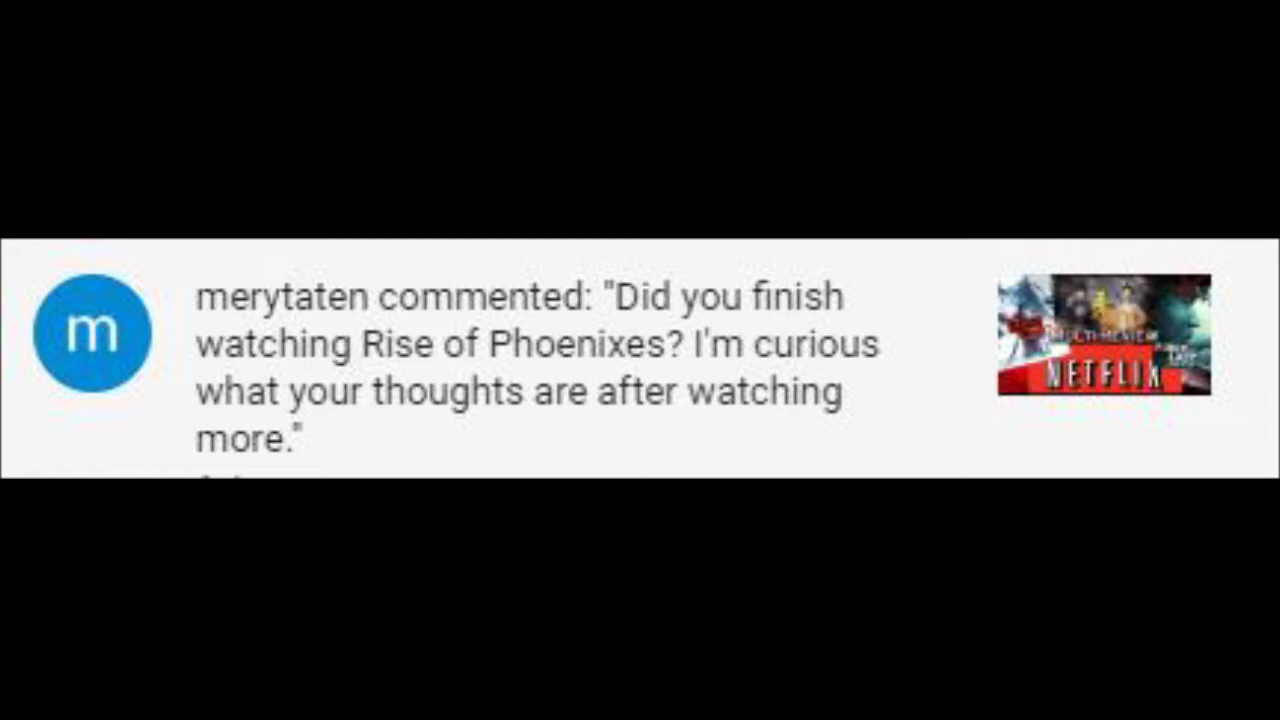 m
merytaten commented: "Did you finish
watching Rise of Phoenixes? I'm curious
what your thoughts are after watching
more."
NETFLIX